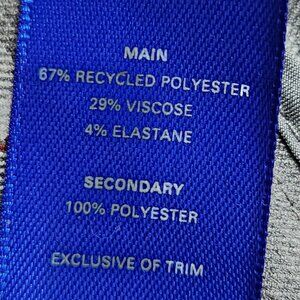 MAIN
67% RECYCLED POLYESTER
29% VISCOSE
4% ELASTANE
SECONDARY
100% POLYESTER
EXCLUSIVE OF TRIM